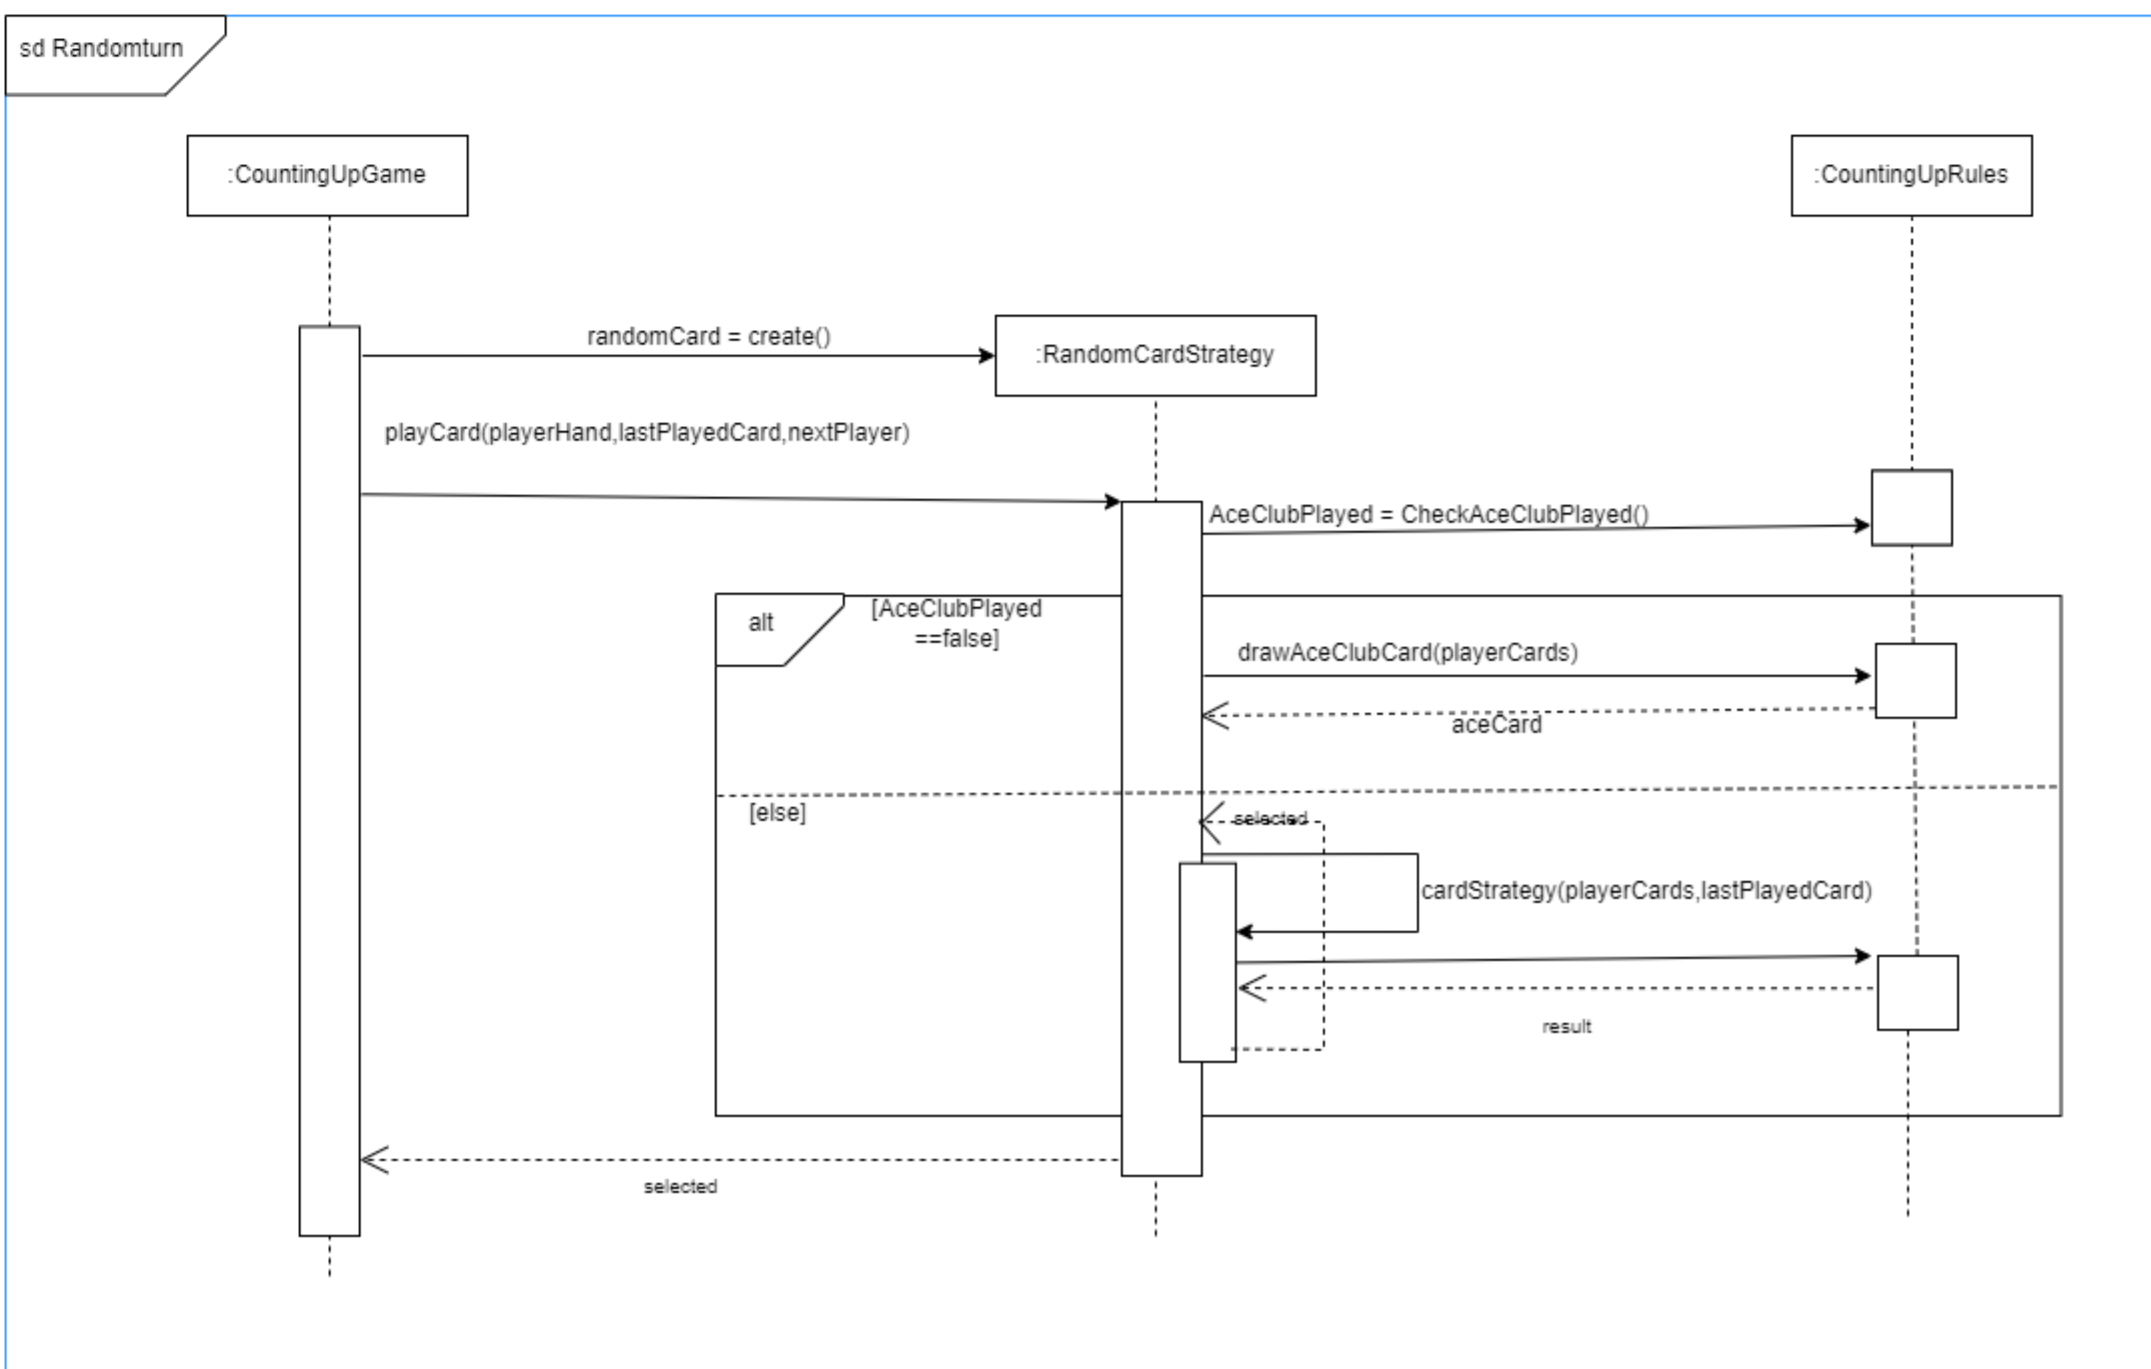 sd Randomturn
:CountingUpGame
:CountingUpRules
randomCard = create()
:RandomCardStrategy
playCard(playerHand,lastPlayedCard,nextPlayer)
AceClubPlayed = CheckAceClubPlayed()
alt
[AceClubPlayed
==false]
drawAceClubCard(playerCards)
aceCard
[else]
selected
cardStrategy(playerCards,lastPlayedCard)
result
selected